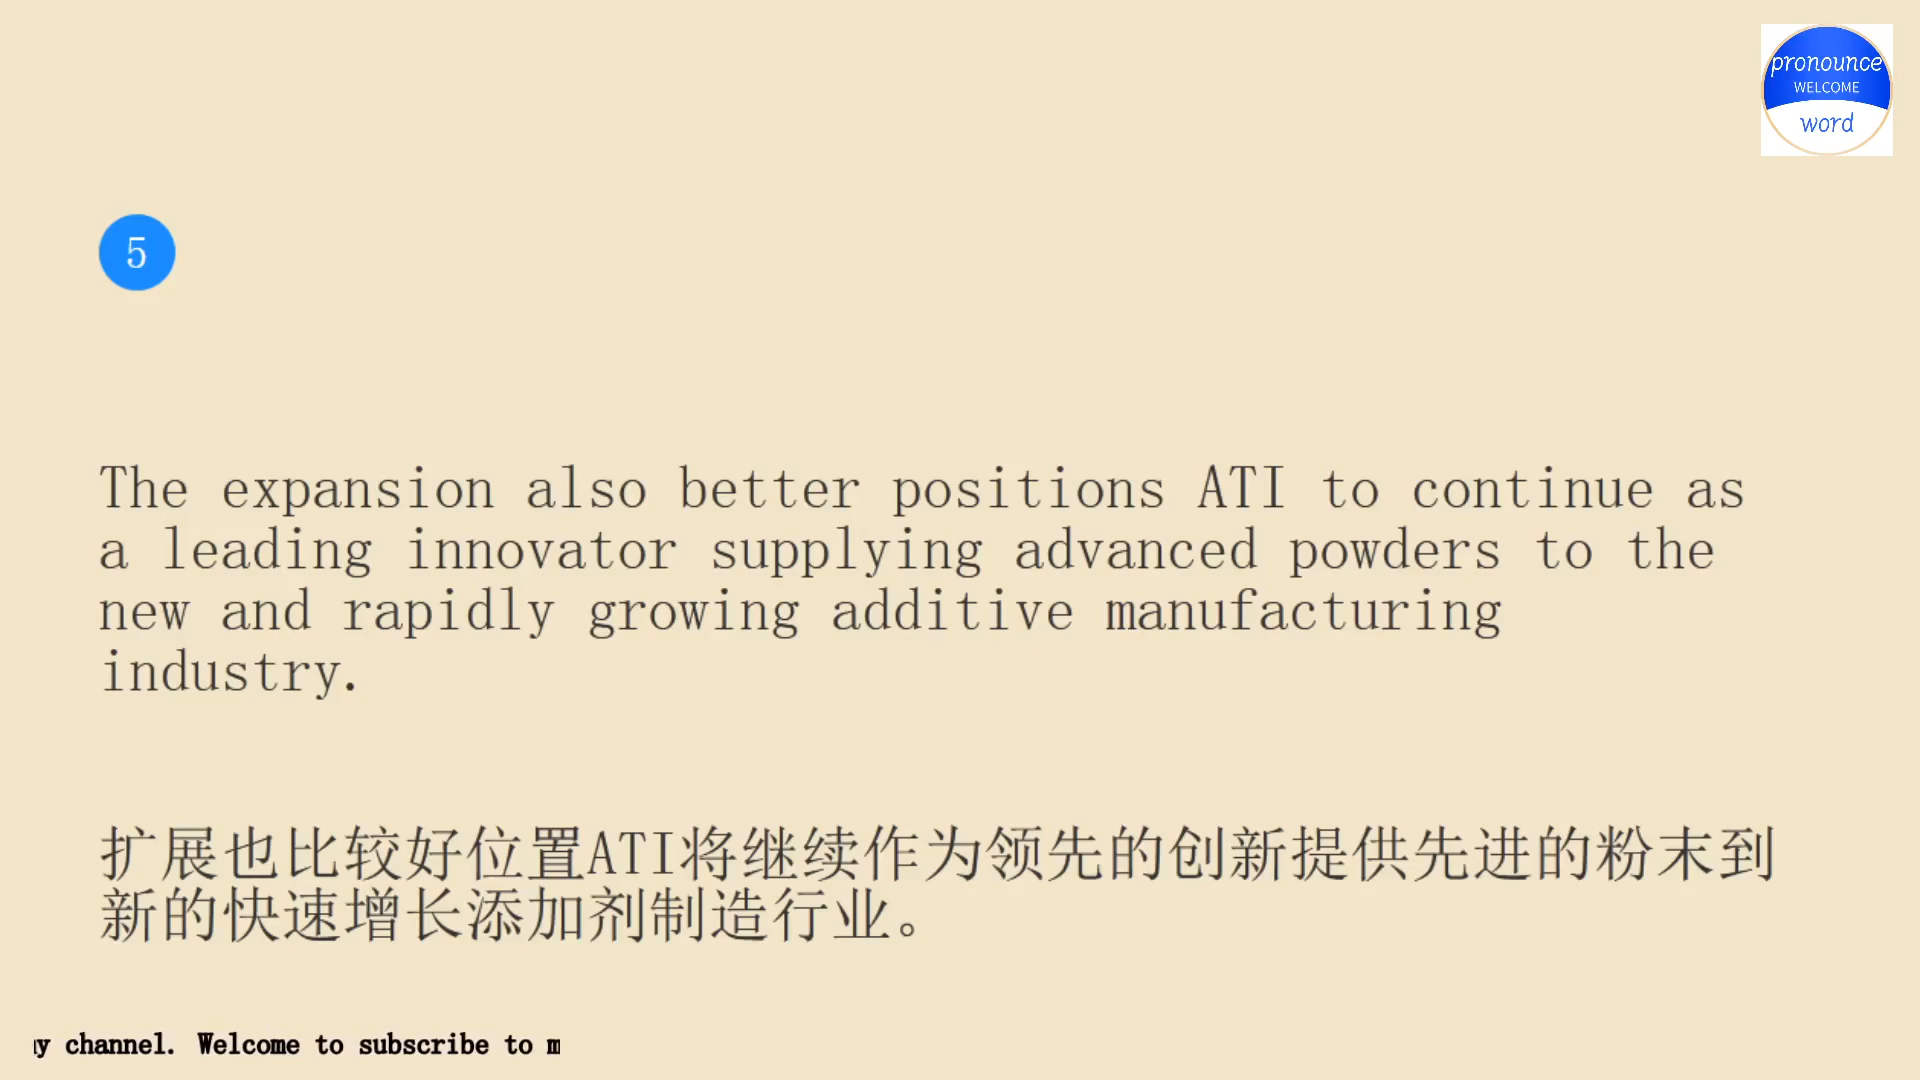 pronounce
WELCOME
word
5
The expansion also better positions ATI to continue as
a leading innovator supplying advanced powders to the
new and rapidly growing additive manufacturing
industry.
扩展也比较好位置ATI将继续作为领先的创新提供先进的粉末到
新的快速增长添加剂制造行业。
y channel. Welcome to subscribe to m